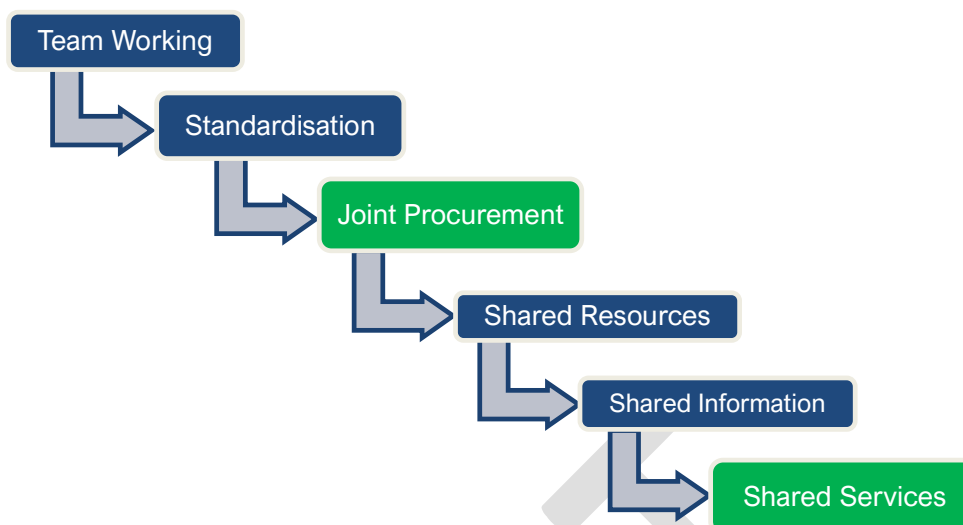 Team Working
Standardisation
Joint Procurement
Shared Resources
Shared Information
Shared Services